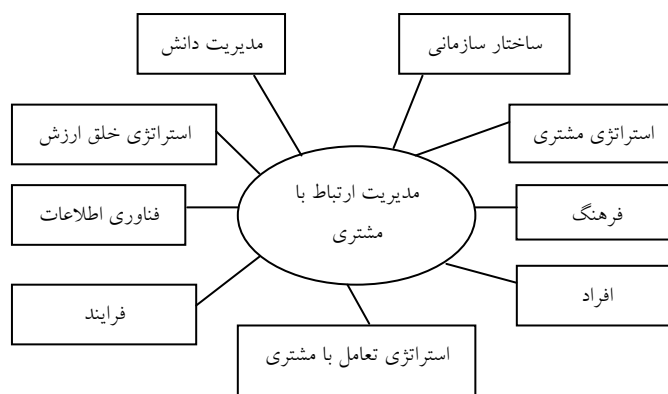 ساختار سازمانی
مدیریت دانش
استراتژی مشتری
استراتژی خلق ارزش
مدیریت ارتباط با
مشتری
فرهنگ
فناوری اطلاعات
افراد
فرایند
استراتژی تعامل با مشتری